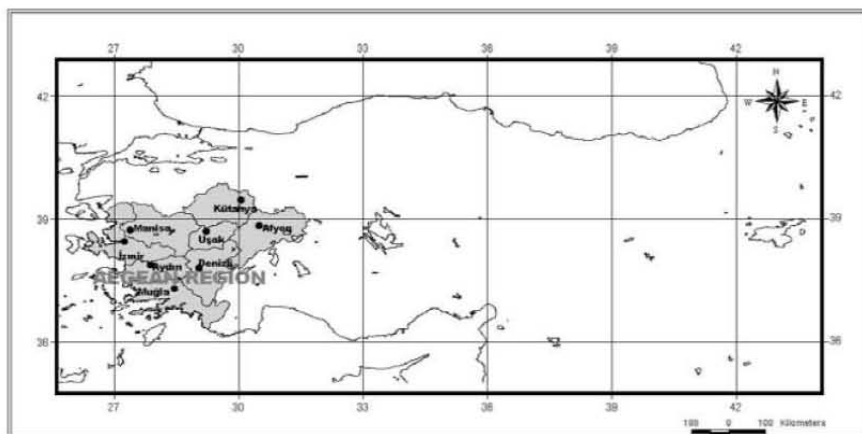 27 30 33 36 39 42
N
W E
S
42 42
Kütahya
39 39
Manisa Uşak Afyon
İzmir
Aydın Denizli
AEGEAN REGION
Muğla
36 36
27 30 33 36 39 42
100 0 100 Kilometers